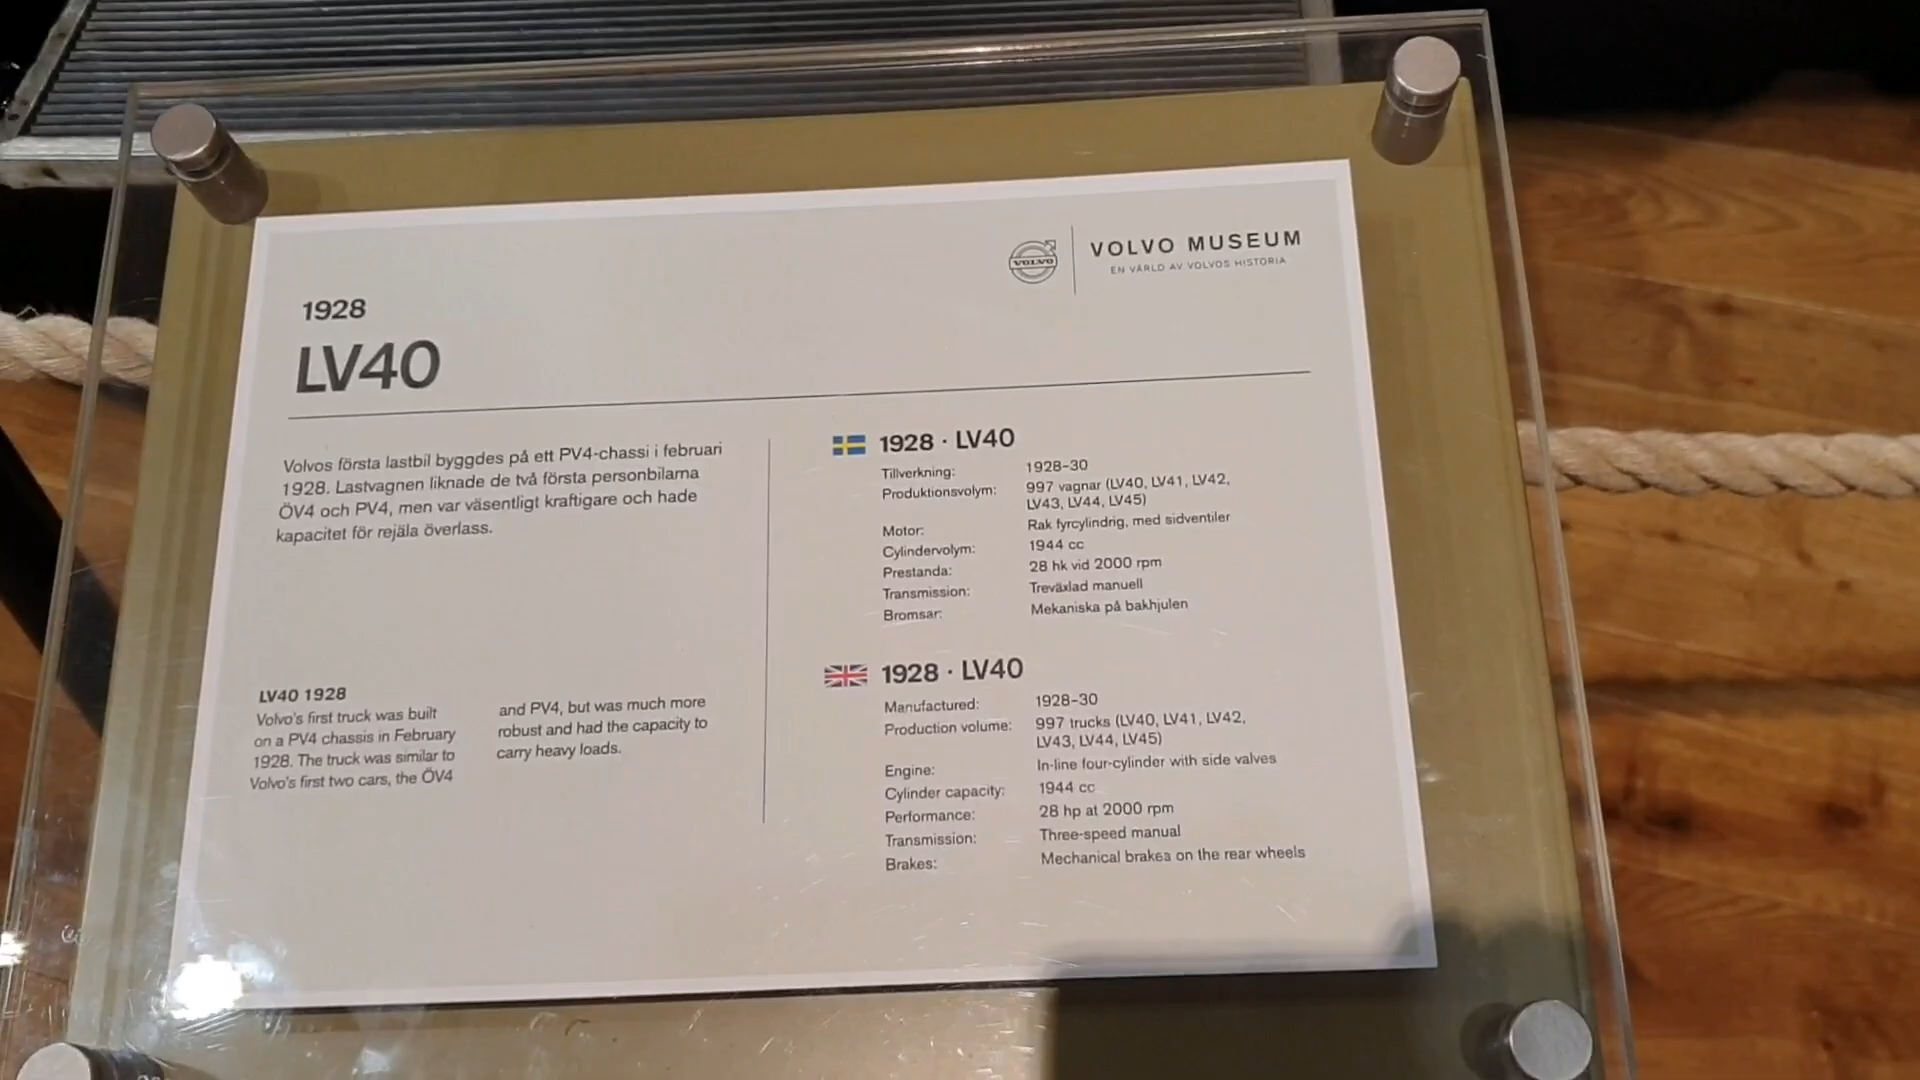 VOLVO
VOLVO MUSEUM
EN VÄRLD AV VOLVOS HISTORIA
1928
LV40
Volvos första lastbil byggdes på ett PV4-chassi i februari
1928. Lastvagnen liknade de två första personbilarna
ÖV4 och PV4, men var väsentligt kraftigare och hade
kapacitet för rejäla överlass.
LV40 1928
Volvo's first truck was built
on a PV4 chassis in February
1928. The truck was similar to
Volvo's first two cars, the ÖV4
and PV4, but was much more
robust and had the capacity to
carry heavy loads.
1928 · LV40
Tillverkning: 1928–30
Produktionsvolym: 997 vagnar (LV40, LV41, LV42,
LV43, LV44, LV45)
Motor: Rak fyrcylindrig, med sidventiler
Cylindervolym: 1944 cc
Prestanda: 28 hk vid 2000 rpm
Transmission: Treväxlad manuell
Bromsar: Mekaniska på bakhjulen
1928 · LV40
Manufactured: 1928–30
Production volume: 997 trucks (LV40, LV41, LV42,
LV43, LV44, LV45)
Engine: In-line four-cylinder with side valves
Cylinder capacity: 1944 cc
Performance: 28 hp at 2000 rpm
Transmission: Three-speed manual
Brakes: Mechanical brakes on the rear wheels